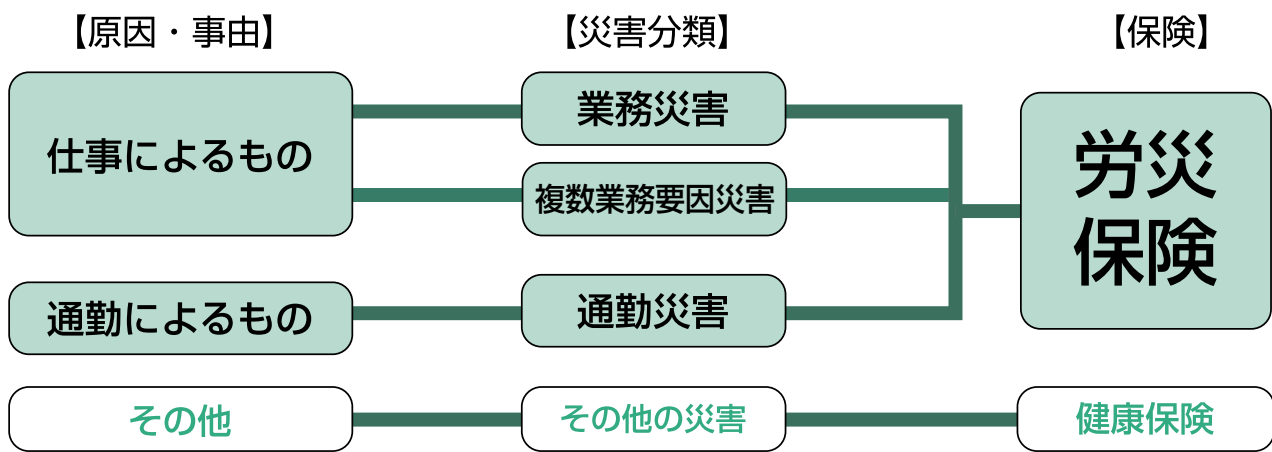 【原因・事由】
【災害分類】
【保険】
仕事によるもの
業務災害
複数業務要因災害
労災
保険
通勤によるもの
通勤災害
その他
その他の災害
健康保険